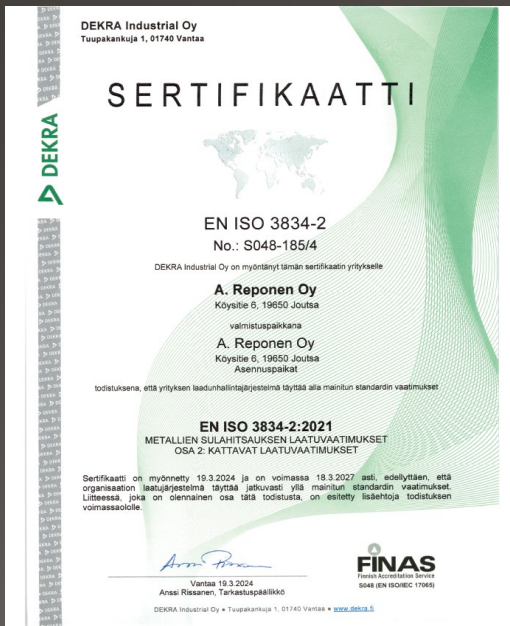 DEKRA Industrial Oy
Tuupakankuja 1, 01740 Vantaa
DEKRA
SERTIFIKAATTI
EN ISO 3834-2
No.: S048-185/4
DEKRA Industrial Oy on myöntänyt tämän sertifikaatin yritykselle
A. Reponen Oy
Köysitie 6, 19650 Joutsa
valmistuspaikkana
A. Reponen Oy
Köysitie 6, 19650 Joutsa
Asennuspaikat
todistuksena, että yrityksen laadunhallintajärjestelmä täyttää alla mainitun standardin vaatimukset
EN ISO 3834-2:2021
METALLIEN SULAHITSAUKSEN LAATUVAATIMUKSET
OSA 2: KATTAVAT LAATUVAATIMUKSET
Sertifikaatti on myönnetty 19.3.2024 ja on voimassa 18.3.2027 asti, edellyttäen, että
organisaation laatujärjestelmä täyttää jatkuvasti yllä mainitun standardin vaatimukset.
Liitteessä, joka on olennainen osa tätä todistusta, on esitetty lisäehtoja todistuksen
voimassaololle.
Vantaa 19.3.2024
Anssi Rissanen, Tarkastuspäällikkö
FINAS
Finnish Accreditation Service
S048 (EN ISO/IEC 17065)
DEKRA Industrial Oy • Tuupakankuja 1, 01740 Vantaa • www.dekra.fi